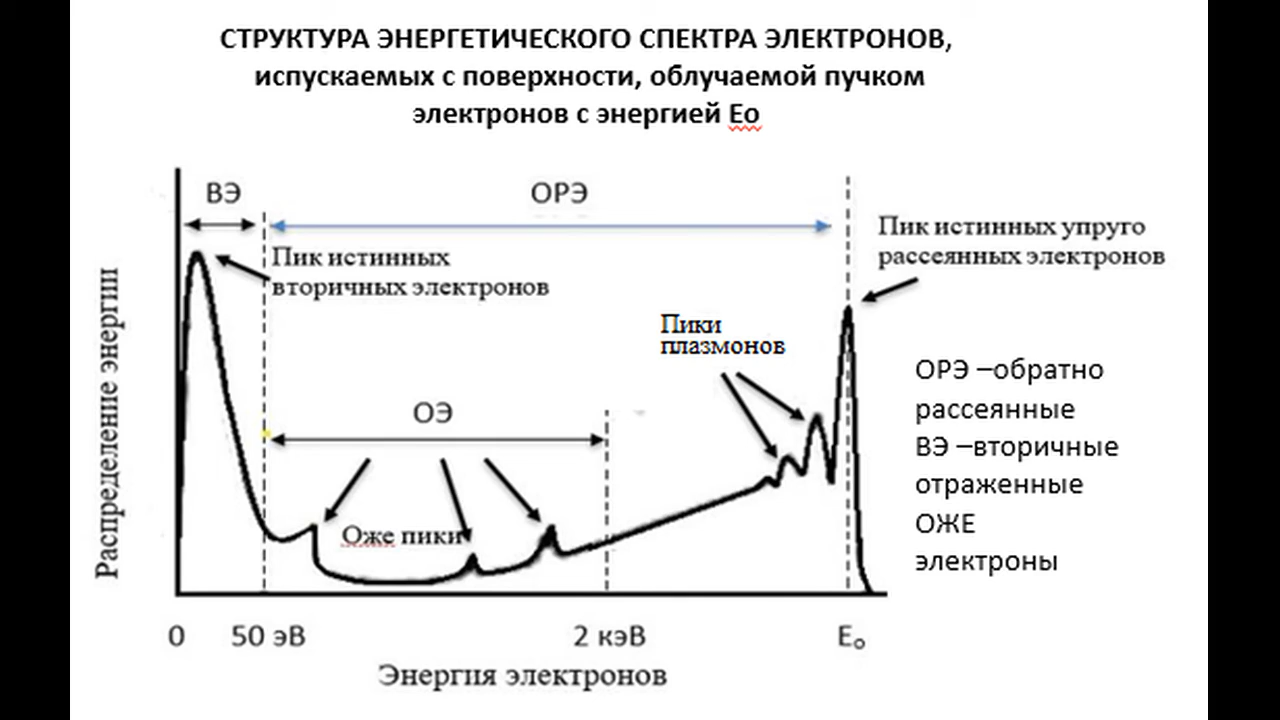 СТРУКТУРА ЭНЕРГЕТИЧЕСКОГО СПЕКТРА ЭЛЕКТРОНОВ,
испускаемых с поверхности, облучаемой пучком
электронов с энергией Ео
ВЭ
ОРЭ
Пик истинных
вторичных электронов
Пик истинных упруго
рассеянных электронов
Пики
плазмонов
ОЭ
Оже пики
Распределение энергии
ОРЭ –обратно
рассеянные
ВЭ –вторичные
отраженные
ОЖЕ
электроны
0
50 эВ
2 кэВ
Eₒ
Энергия электронов